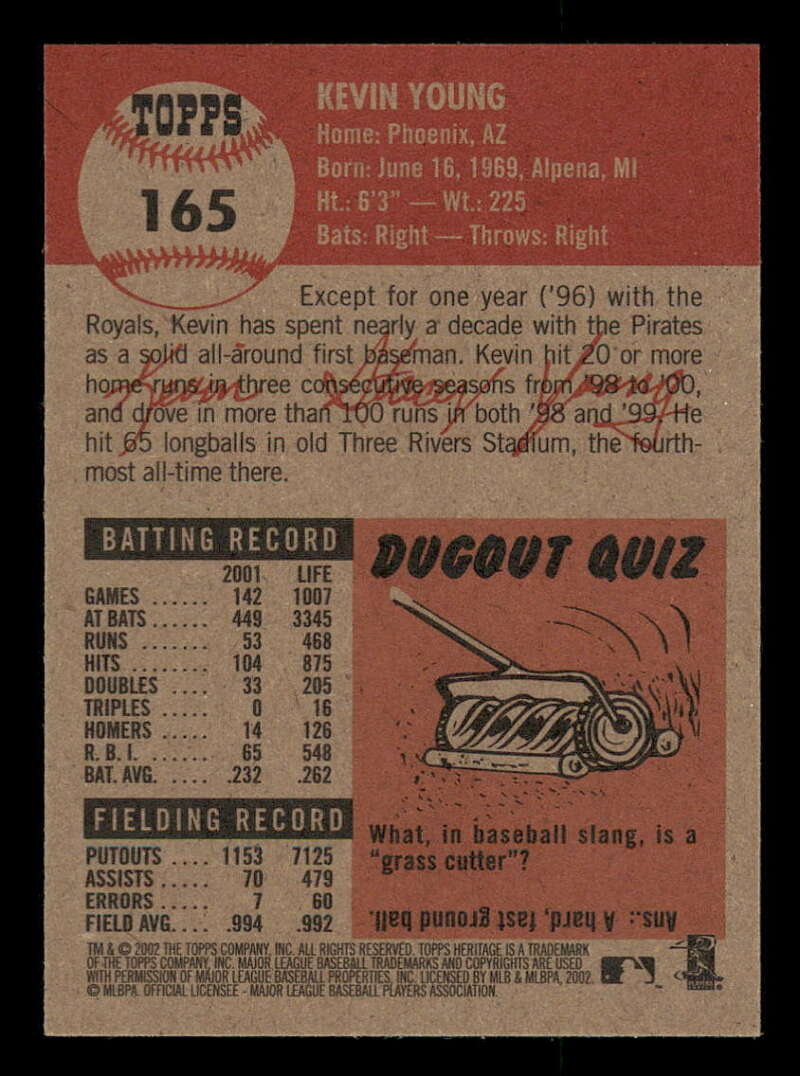 TOPPS
165
KEVIN YOUNG
Home: Phoenix, AZ
Born: June 16, 1969, Alpena, MI
Ht.: 6'3" — Wt.: 225
Bats: Right — Throws: Right
Except for one year ('96) with the
Royals, Kevin has spent nearly a decade with the Pirates
as a solid all-around first baseman. Kevin hit 20 or more
home runs in three consecutive seasons from '98 to '00,
and drove in more than 100 runs in both '98 and '99. He
hit 65 longballs in old Three Rivers Stadium, the fourth-
most all-time there.
Kevin Stacey Young
BATTING RECORD
2001 LIFE
GAMES ...... 142 1007
AT BATS ...... 449 3345
RUNS ....... 53 468
HITS ........ 104 875
DOUBLES .... 33 205
TRIPLES ..... 0 16
HOMERS ..... 14 126
R. B. I. ...... 65 548
BAT. AVG. .... .232 .262
FIELDING RECORD
PUTOUTS .... 1153 7125
ASSISTS ..... 70 479
ERRORS ..... 7 60
FIELD AVG. ... .994 .992
DUGOUT QUIZ
What, in baseball slang, is a
"grass cutter"?
Ans.: A hard, fast ground ball.
TM & © 2002 THE TOPPS COMPANY, INC. ALL RIGHTS RESERVED. TOPPS HERITAGE IS A TRADEMARK
OF THE TOPPS COMPANY, INC. MAJOR LEAGUE BASEBALL TRADEMARKS AND COPYRIGHTS ARE USED
WITH PERMISSION OF MAJOR LEAGUE BASEBALL PROPERTIES, INC. LICENSED BY MLB & MLBPA, 2002.
© MLBPA. OFFICIAL LICENSEE - MAJOR LEAGUE BASEBALL PLAYERS ASSOCIATION.